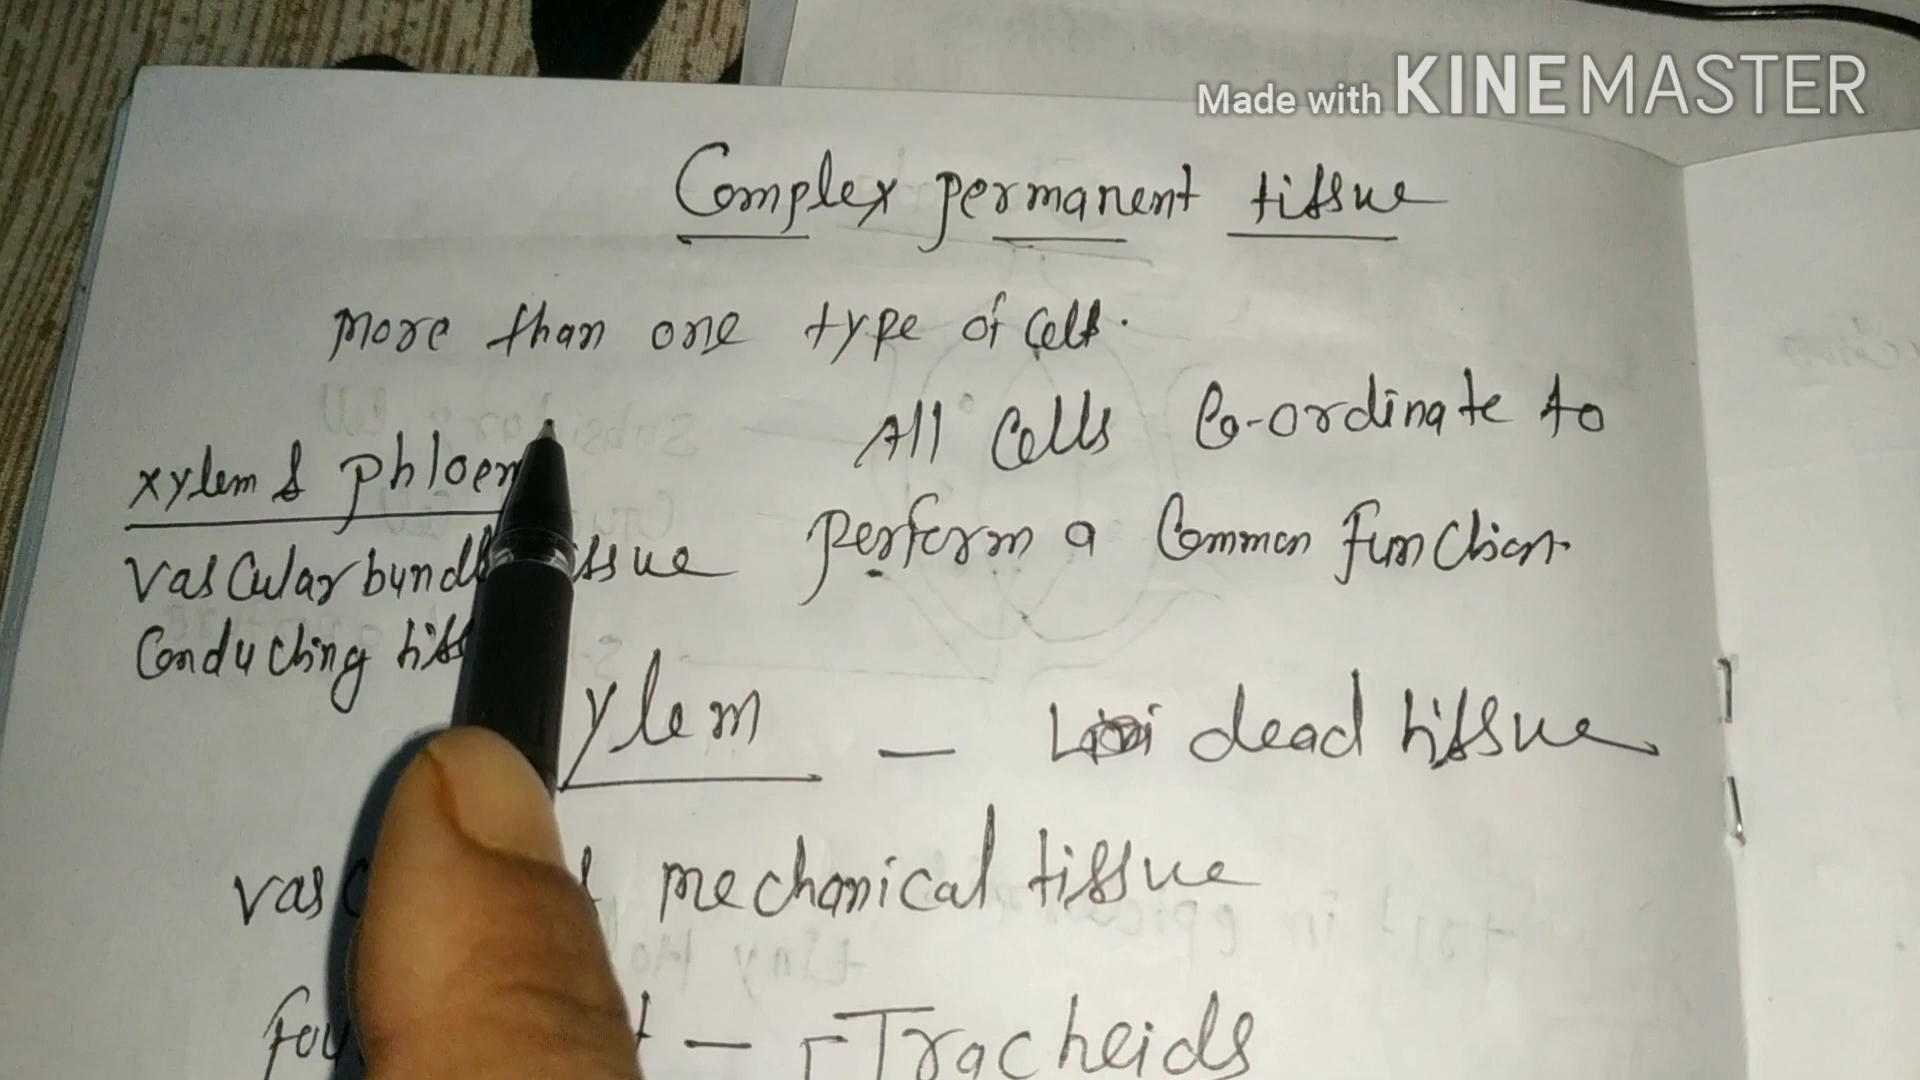 Made with KINEMASTER
Complex permanent tissue
more than one type of cell.
All cells Co-ordinate to
xylem & phloem
perform a Common function.
vascular bundle tissue
Conducting tiss
ylem — dead tissue
mechanical tissue
— Tracheids